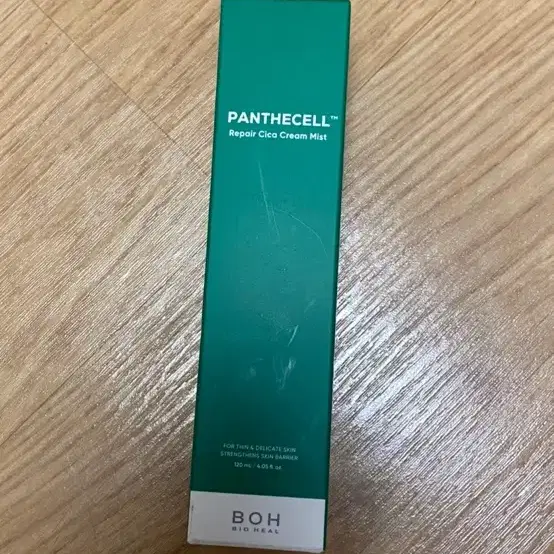 PANTHECELL™
Repair Cica Cream Mist
FOR THIN & DELICATE SKIN
STRENGTHENS SKIN BARRIER
120 mL / 4.05 fl. oz
BOH
BIO HEAL